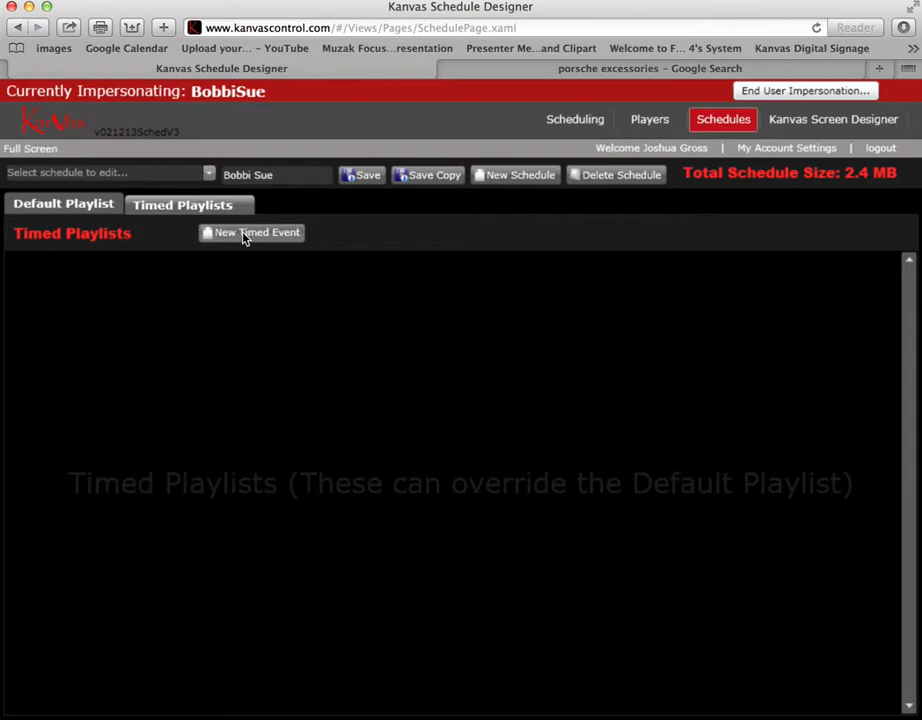 Kanvas Schedule Designer
www.kanvascontrol.com/#/Views/Pages/SchedulePage.xaml
Reader
images Google Calendar Upload your... – YouTube Muzak Focus...resentation Presenter Me...and Clipart Welcome to F... 4's System Kanvas Digital Signage
Kanvas Schedule Designer porsche excessories – Google Search
Currently Impersonating: BobbiSue End User Impersonation...
KanVas v021213SchedV3 Scheduling Players Schedules Kanvas Screen Designer
Full Screen Welcome Joshua Gross | My Account Settings | logout
Select schedule to edit... Bobbi Sue Save Save Copy New Schedule Delete Schedule Total Schedule Size: 2.4 MB
Default Playlist Timed Playlists
Timed Playlists New Timed Event
Timed Playlists (These can override the Default Playlist)